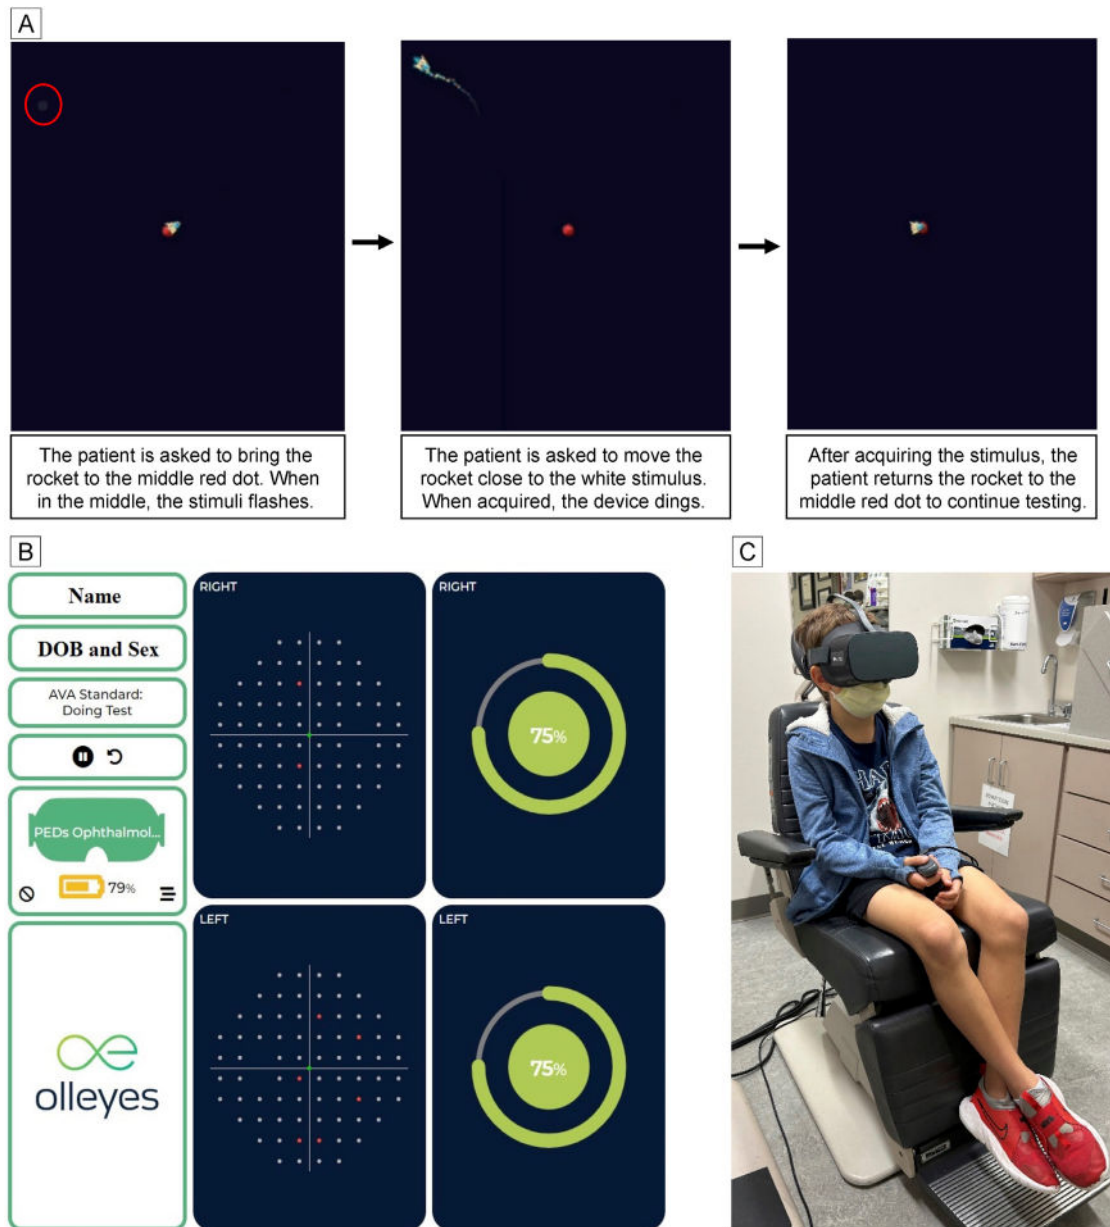 A
The patient is asked to bring the
rocket to the middle red dot. When
in the middle, the stimuli flashes.
The patient is asked to move the
rocket close to the white stimulus.
When acquired, the device dings.
After acquiring the stimulus, the
patient returns the rocket to the
middle red dot to continue testing.
B
Name
DOB and Sex
AVA Standard:
Doing Test
PEDs Ophthalmol...
79%
olleyes
RIGHT
RIGHT
75%
LEFT
LEFT
75%
C